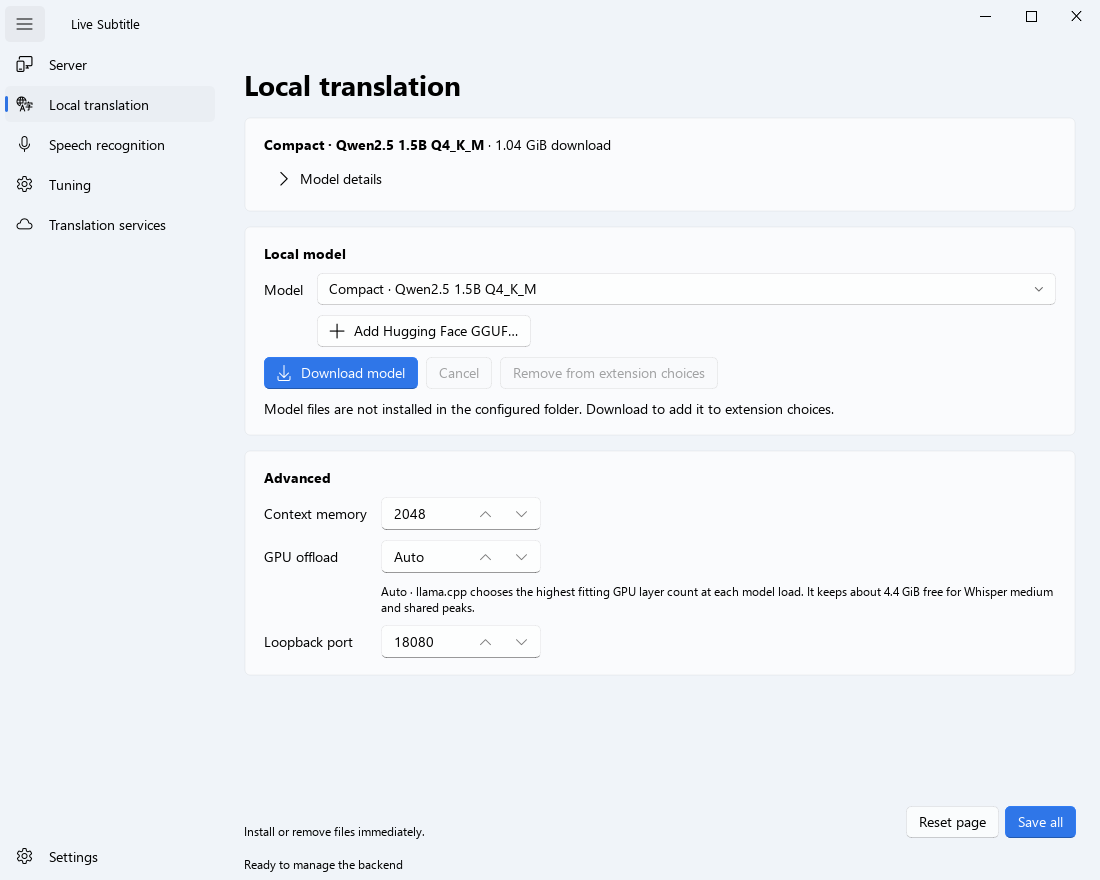 Live Subtitle
Server
Local translation
Speech recognition
Tuning
Translation services
Settings
Local translation
Compact · Qwen2.5 1.5B Q4_K_M · 1.04 GiB download
Model details
Local model
Model
Compact · Qwen2.5 1.5B Q4_K_M
Add Hugging Face GGUF...
Download model
Cancel
Remove from extension choices
Model files are not installed in the configured folder. Download to add it to extension choices.
Advanced
Context memory
2048
GPU offload
Auto
Auto · llama.cpp chooses the highest fitting GPU layer count at each model load. It keeps about 4.4 GiB free for Whisper medium
and shared peaks.
Loopback port
18080
Install or remove files immediately.
Reset page
Save all
Ready to manage the backend